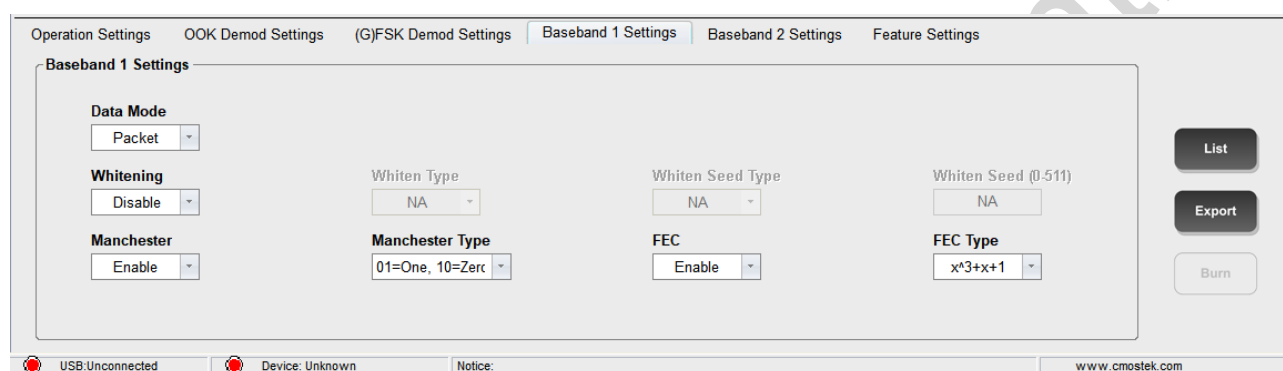 Operation Settings OOK Demod Settings (G)FSK Demod Settings Baseband 1 Settings Baseband 2 Settings Feature Settings
Baseband 1 Settings
Data Mode
Packet
List
Whitening Whiten Type Whiten Seed Type Whiten Seed (0-511)
Disable NA NA NA
Export
Manchester Manchester Type FEC FEC Type
Enable 01=One, 10=Zerc Enable x^3+x+1
Burn
USB:Unconnected Device: Unknown Notice: www.cmostek.com